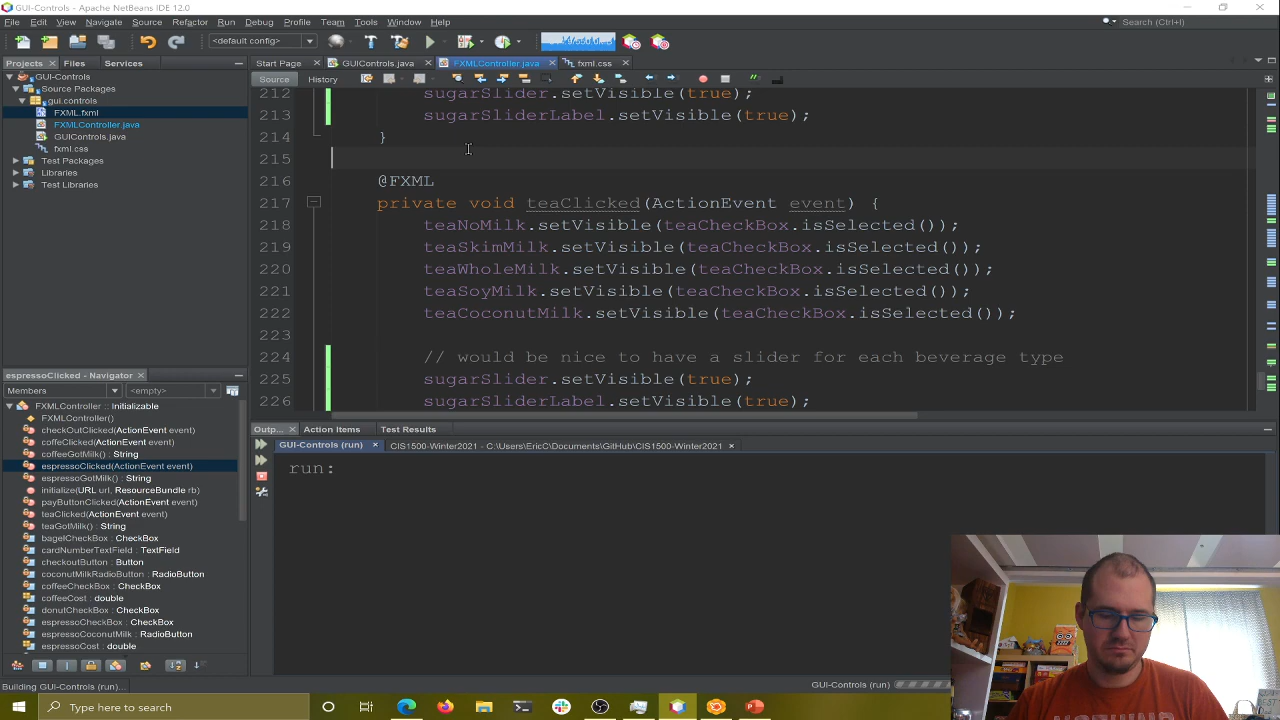 GUI-Controls - Apache NetBeans IDE 12.0
File Edit View Navigate Source Refactor Run Debug Profile Team Tools Window Help
Search (Ctrl+I)
<default config>
Projects Files Services
Start Page GUIControls.java FXMLController.java fxml.css
Source History
GUI-Controls
Source Packages
gui.controls
FXML.fxml
FXMLController.java
GUIControls.java
fxml.css
Test Packages
Libraries
Test Libraries
212 sugarSlider.setVisible(true);
213 sugarSliderLabel.setVisible(true);
214 }
215
216 @FXML
217 private void teaClicked(ActionEvent event) {
218 teaNoMilk.setVisible(teaCheckBox.isSelected());
219 teaSkimMilk.setVisible(teaCheckBox.isSelected());
220 teaWholeMilk.setVisible(teaCheckBox.isSelected());
221 teaSoyMilk.setVisible(teaCheckBox.isSelected());
222 teaCoconutMilk.setVisible(teaCheckBox.isSelected());
223
224 // would be nice to have a slider for each beverage type
225 sugarSlider.setVisible(true);
226 sugarSliderLabel.setVisible(true);
espressoClicked - Navigator
Members <empty>
FXMLController :: Initializable
FXMLController()
checkOutClicked(ActionEvent event)
coffeClicked(ActionEvent event)
coffeeGotMilk() : String
espressoClicked(ActionEvent event)
espressoGotMilk() : String
initialize(URL url, ResourceBundle rb)
payButtonClicked(ActionEvent event)
teaClicked(ActionEvent event)
teaGotMilk() : String
bagelCheckBox : CheckBox
cardNumberTextField : TextField
checkoutButton : Button
coconutMilkRadioButton : RadioButton
coffeeCheckBox : CheckBox
coffeeCost : double
donutCheckBox : CheckBox
espressoCheckBox : CheckBox
espressoCoconutMilk : RadioButton
espressoCost : double
Outp... Action Items Test Results
GUI-Controls (run) CIS1500-Winter2021 - C:\Users\EricC\Documents\GitHub\CIS1500-Winter2021
run:
Building GUI-Controls (run)...
GUI-Controls (run)
Type here to search